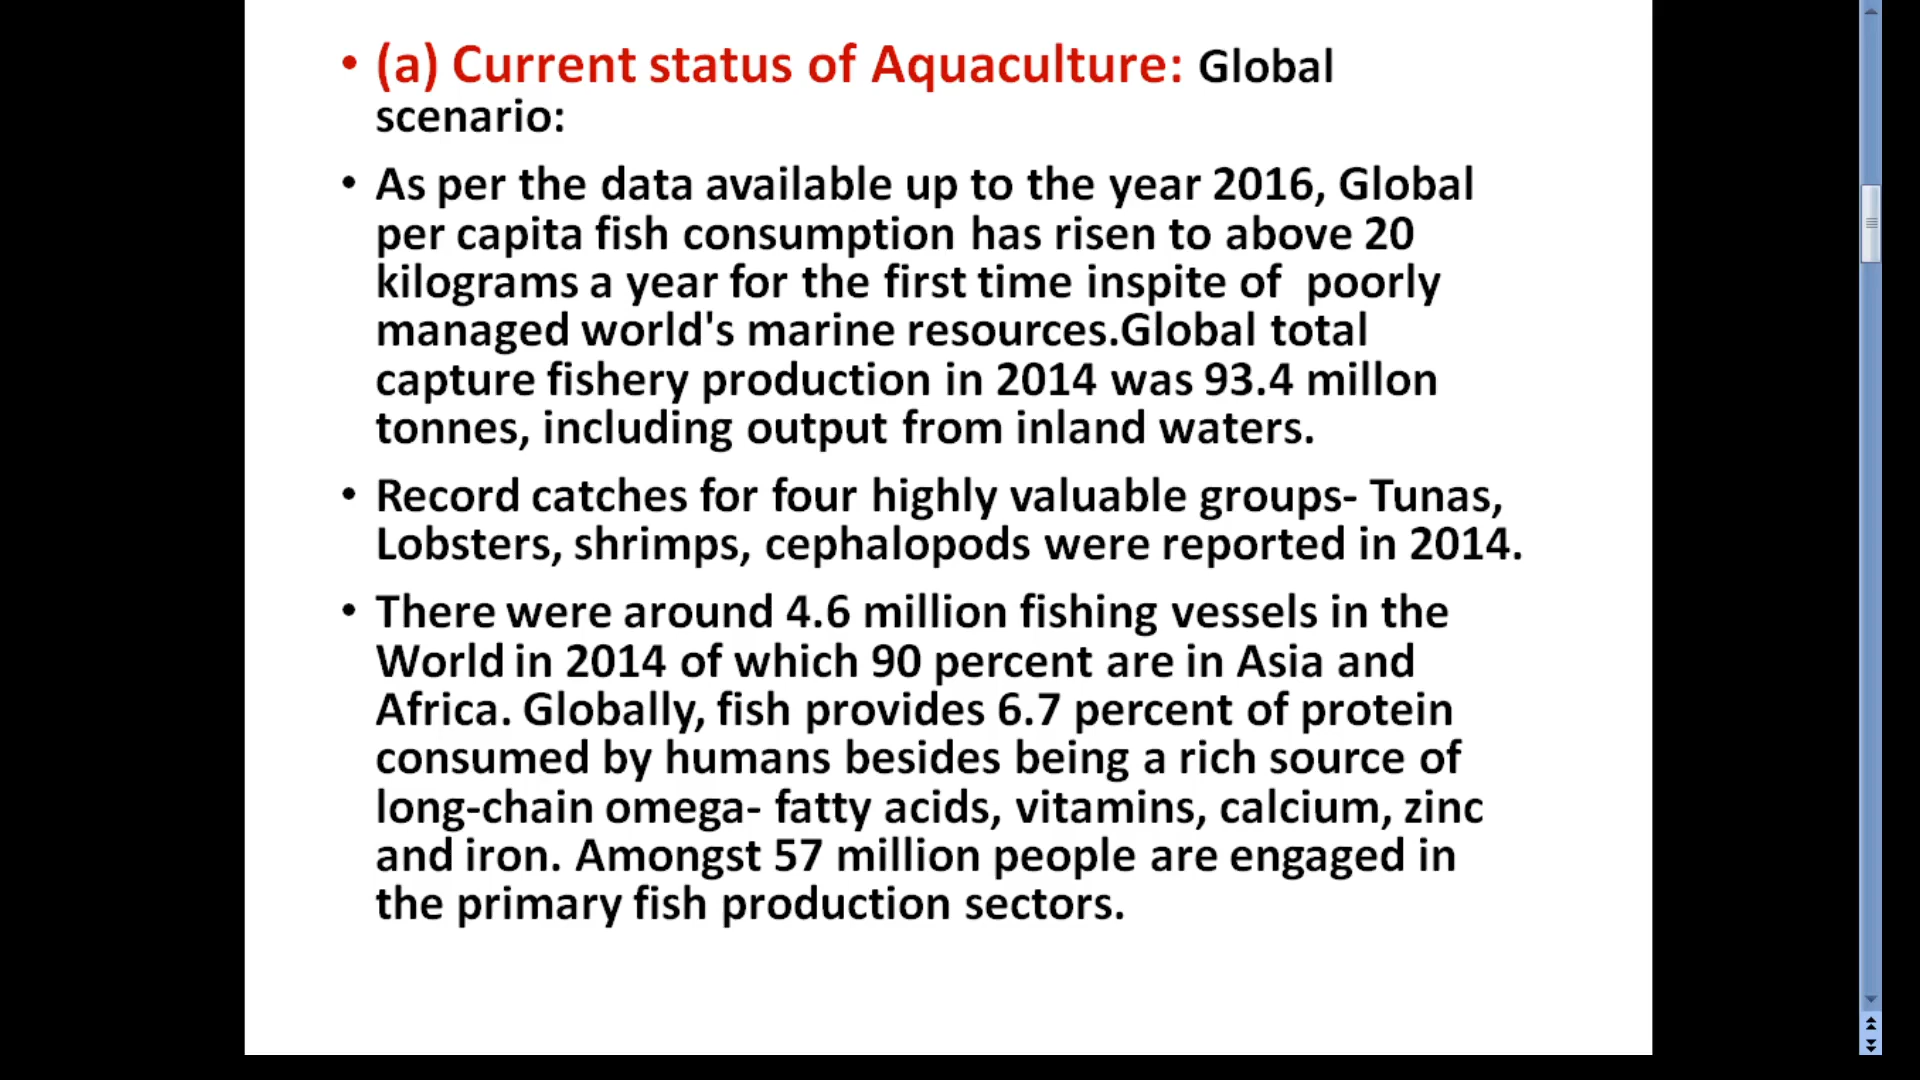 • (a) Current status of Aquaculture: Global
scenario:
• As per the data available up to the year 2016, Global
per capita fish consumption has risen to above 20
kilograms a year for the first time inspite of  poorly
managed world's marine resources.Global total
capture fishery production in 2014 was 93.4 millon
tonnes, including output from inland waters.
• Record catches for four highly valuable groups- Tunas,
Lobsters, shrimps, cephalopods were reported in 2014.
• There were around 4.6 million fishing vessels in the
World in 2014 of which 90 percent are in Asia and
Africa. Globally, fish provides 6.7 percent of protein
consumed by humans besides being a rich source of
long-chain omega- fatty acids, vitamins, calcium, zinc
and iron. Amongst 57 million people are engaged in
the primary fish production sectors.